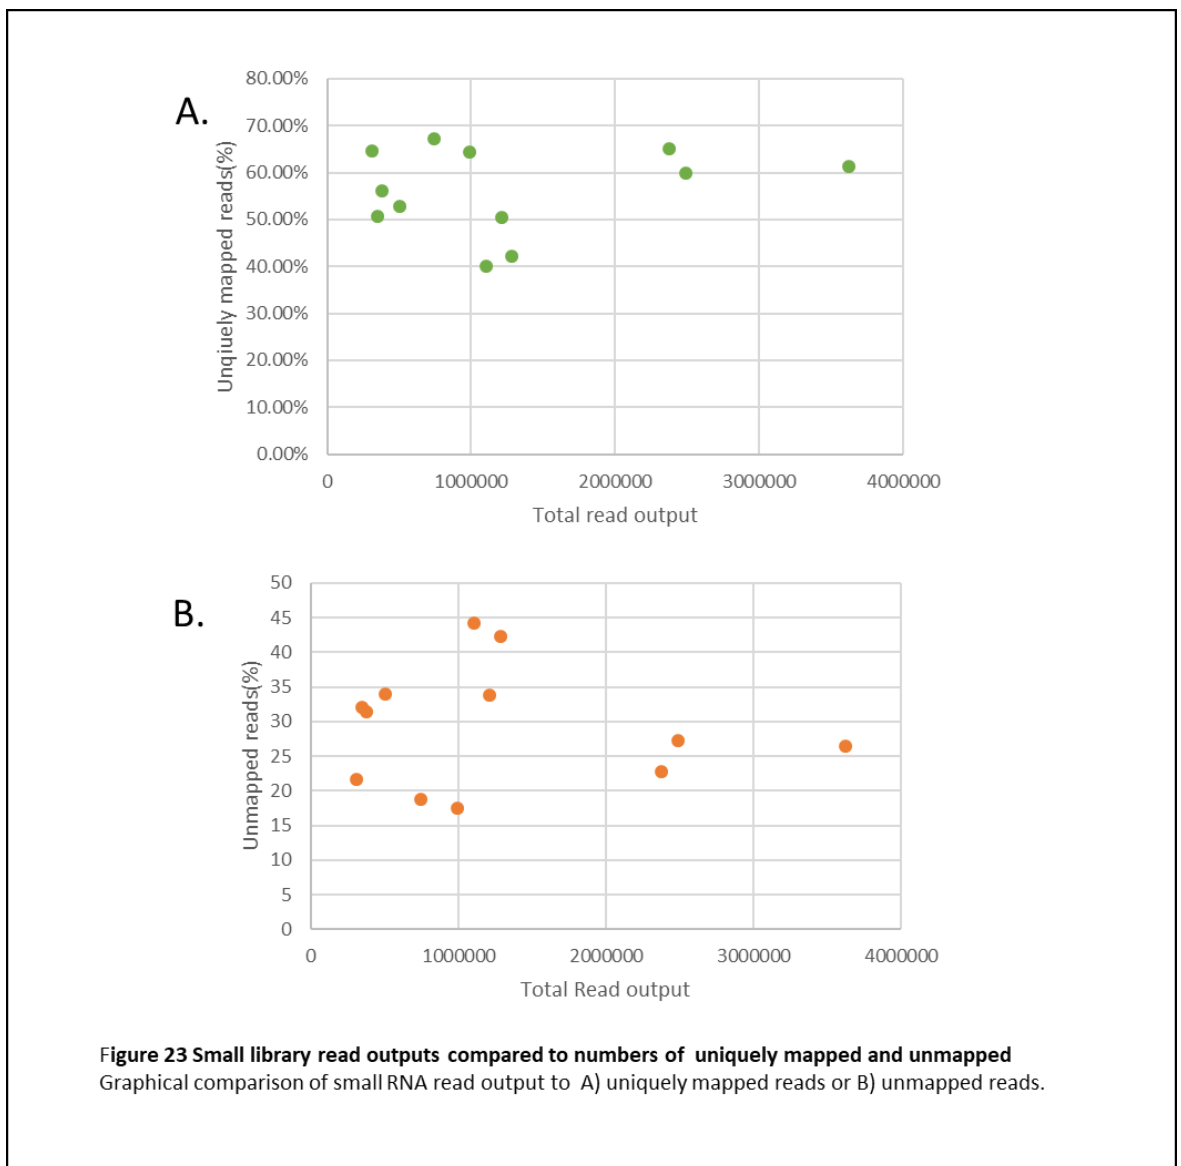 A.
Unqiuely mapped reads(%)
80.00%
70.00%
60.00%
50.00%
40.00%
30.00%
20.00%
10.00%
0.00%
0 1000000 2000000 3000000 4000000
Total read output
B.
Unmapped reads(%)
50
45
40
35
30
25
20
15
10
5
0
0 1000000 2000000 3000000 4000000
Total Read output
Figure 23 Small library read outputs compared to numbers of uniquely mapped and unmapped
Graphical comparison of small RNA read output to A) uniquely mapped reads or B) unmapped reads.